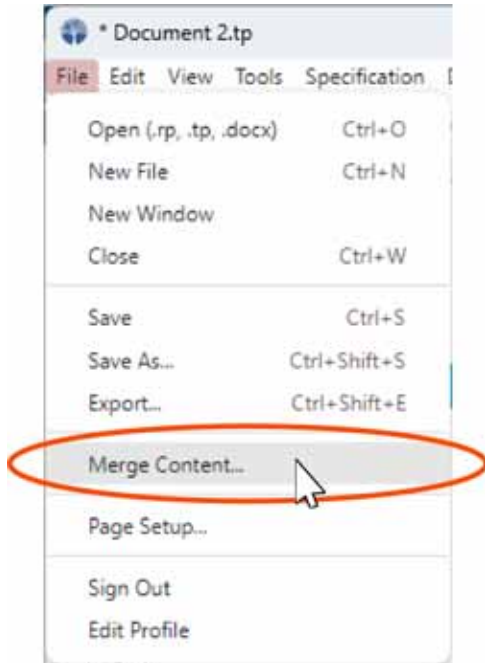 * Document 2.tp
File Edit View Tools Specification
Open (.rp, .tp, .docx) Ctrl+O
New File Ctrl+N
New Window
Close Ctrl+W
Save Ctrl+S
Save As... Ctrl+Shift+S
Export... Ctrl+Shift+E
Merge Content...
Page Setup...
Sign Out
Edit Profile